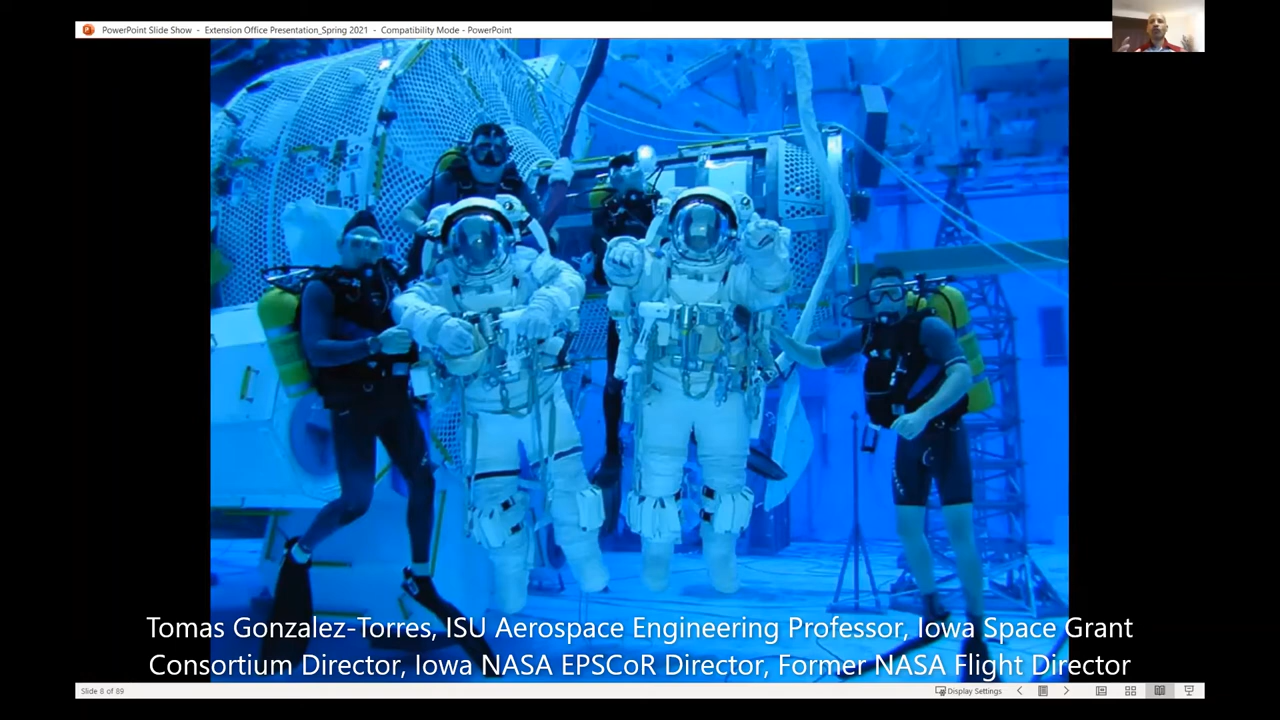 PowerPoint Slide Show - Extension Office Presentation_Spring 2021 - Compatibility Mode - PowerPoint
Tomas Gonzalez-Torres, ISU Aerospace Engineering Professor, Iowa Space Grant
Consortium Director, Iowa NASA EPSCoR Director, Former NASA Flight Director
Slide 8 of 89
Display Settings